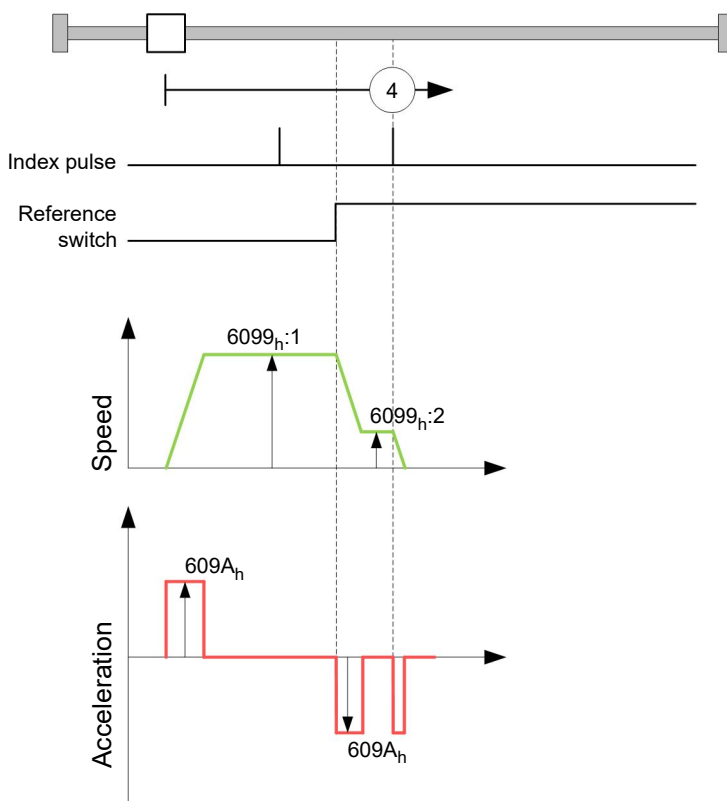 4
Index pulse
Reference
switch
6099h:1
6099h:2
Speed
609Ah
Acceleration
609Ah